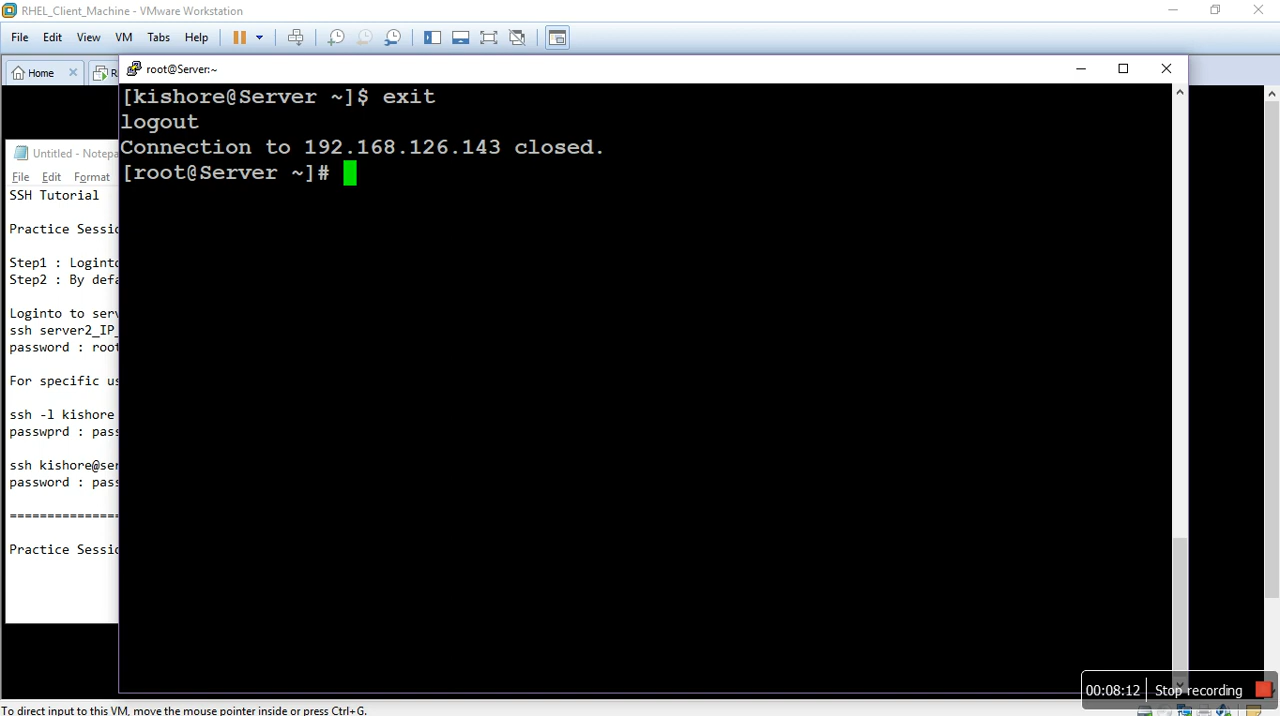 RHEL_Client_Machine - VMware Workstation
File Edit View VM Tabs Help
Home
root@Server:~
[kishore@Server ~]$ exit
logout
Connection to 192.168.126.143 closed.
[root@Server ~]#
Untitled - Notepa
File Edit Format
SSH Tutorial
Practice Sessio
Step1 : Loginto
Step2 : By defa
Loginto to serv
ssh server2_IP_
password : root
For specific us
ssh -l kishore
passwprd : pass
ssh kishore@ser
password : pass
Practice Sessio
00:08:12 Stop recording
To direct input to this VM, move the mouse pointer inside or press Ctrl+G.